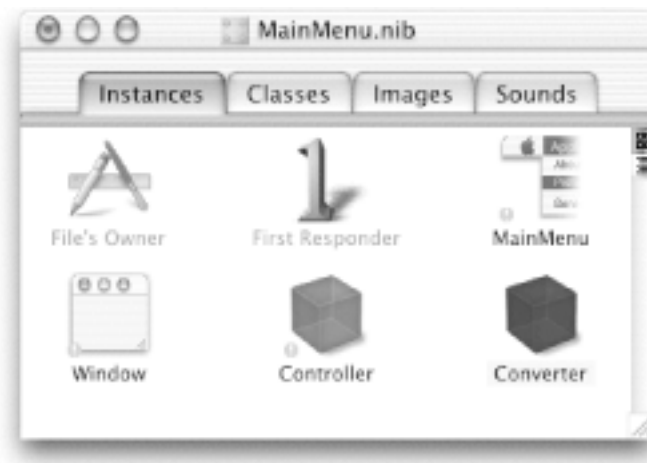 MainMenu.nib
Instances Classes Images Sounds
File's Owner First Responder MainMenu
Window Controller Converter